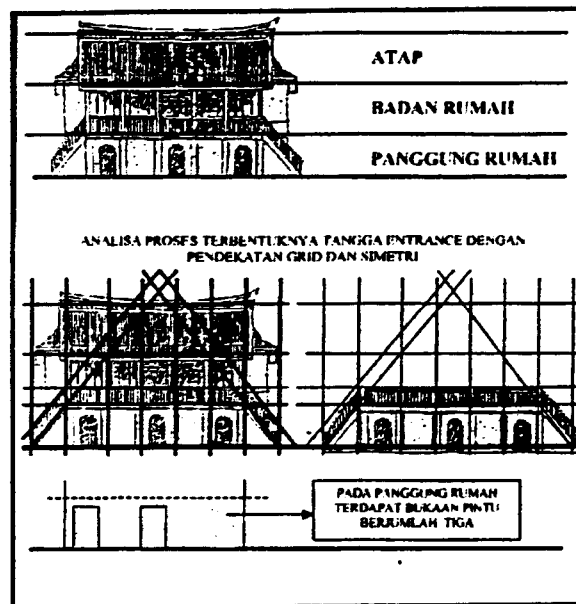 ATAP
BADAN RUMAH
PANGGUNG RUMAH
ANALISA PROSES TERBENTUKNYA TANGGA ENTRANCE DENGAN
PENDEKATAN GRID DAN SIMETRI
PADA PANGGUNG RUMAH
TERDAPAT BUKAAN PINTU
BERJUMLAH TIGA